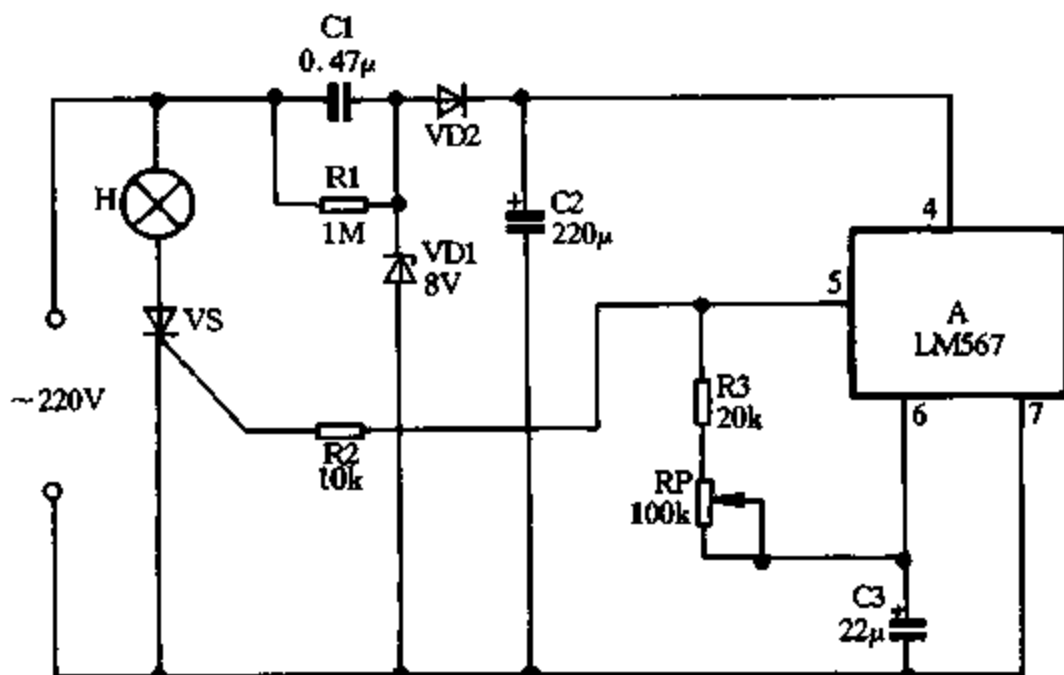 C1
0.47μ
VD2
H
R1
1M
C2
220μ
4
VD1
8V
VS
5
A
LM567
~220V
R3
20k
6
7
R2
10k
RP
100k
C3
22μ
+
+